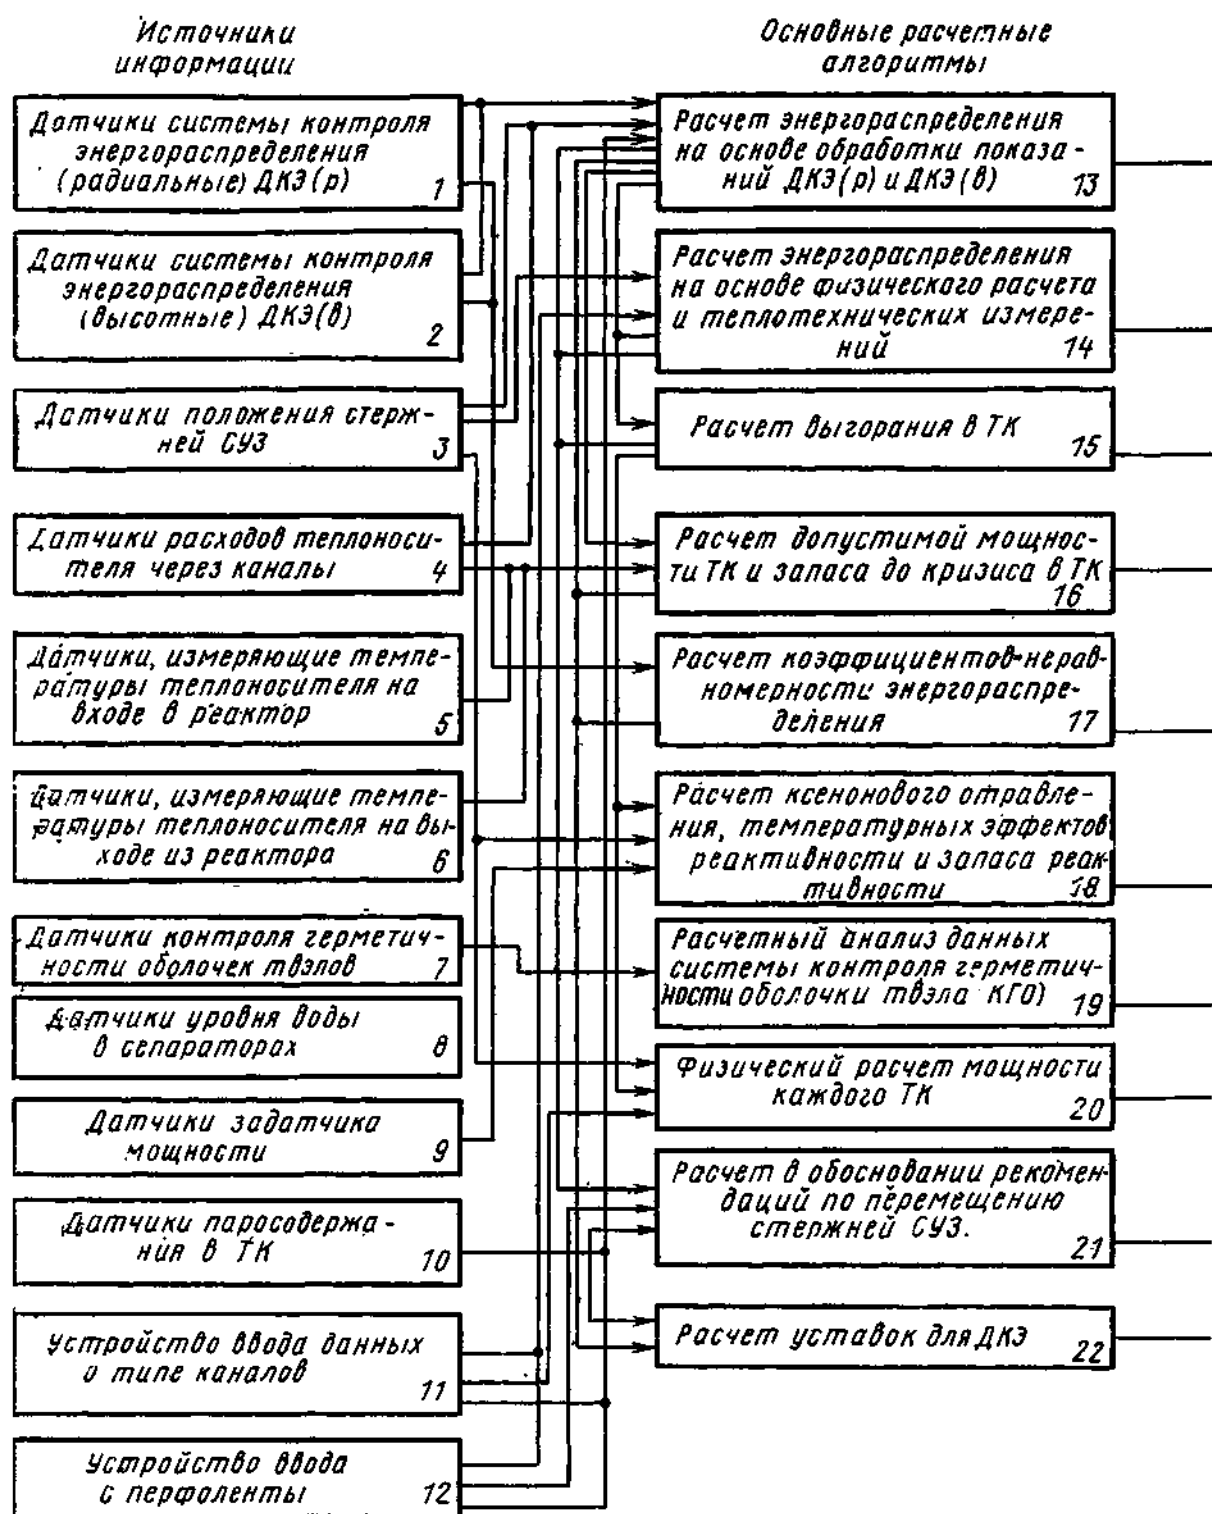 Источники
информации
Датчики системы контроля
энергораспределения
(радиальные) ДКЭ(р)
1
Датчики системы контроля
энергораспределения
(высотные) ДКЭ(в)
2
Датчики положения стерж-
ней СУЗ
3
Датчики расходов теплоноси-
теля через каналы
4
Датчики, измеряющие темпе-
ратуры теплоносителя на
входе в реактор
5
Датчики, измеряющие темпе-
ратуры теплоносителя на вы-
ходе из реактора
6
Датчики контроля герметич-
ности оболочек твэлов
7
Датчики уровня воды
в сепараторах
8
Датчики задатчика
мощности
9
Датчики паросодержа-
ния в ТК
10
Устройство ввода данных
о типе каналов
11
Устройство ввода
с перфоленты
12
Основные расчетные
алгоритмы
Расчет энергораспределения
на основе обработки показа-
ний ДКЭ(р) и ДКЭ(в)
13
Расчет энергораспределения
на основе физического расчета
и теплотехнических измере-
ний
14
Расчет выгорания в ТК
15
Расчет допустимой мощнос-
ти ТК и запаса до кризиса в ТК
16
Расчет коэффициентов-нерав-
номерности энергораспре-
деления
17
Расчет ксенонового отравле-
ния, температурных эффектов
реактивности и запаса реак-
тивности
18
Расчетный анализ данных
системы контроля герметич-
ности оболочки твэла КГО)
19
Физический расчет мощности
каждого ТК
20
Расчет в обосновании рекомен-
даций по перемещению
стержней СУЗ.
21
Расчет уставок для ДКЭ
22